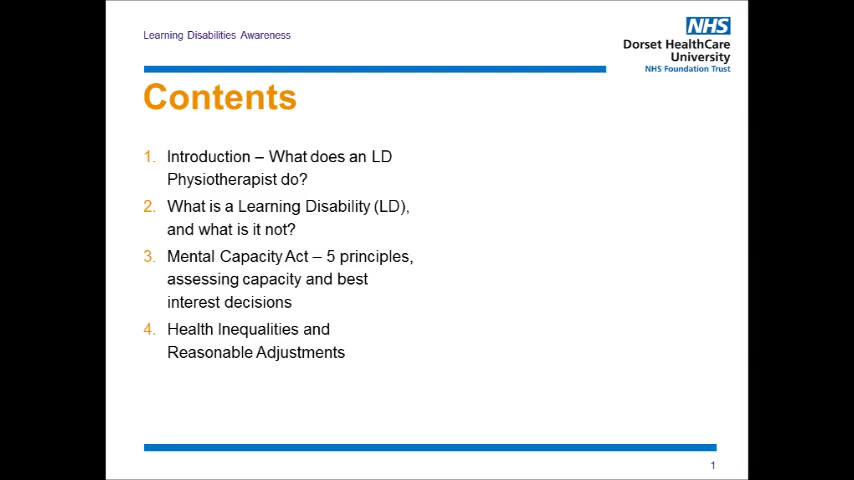 Learning Disabilities Awareness
NHS
Dorset HealthCare
University
NHS Foundation Trust
Contents
1. Introduction – What does an LD
Physiotherapist do?
2. What is a Learning Disability (LD),
and what is it not?
3. Mental Capacity Act – 5 principles,
assessing capacity and best
interest decisions
4. Health Inequalities and
Reasonable Adjustments
1